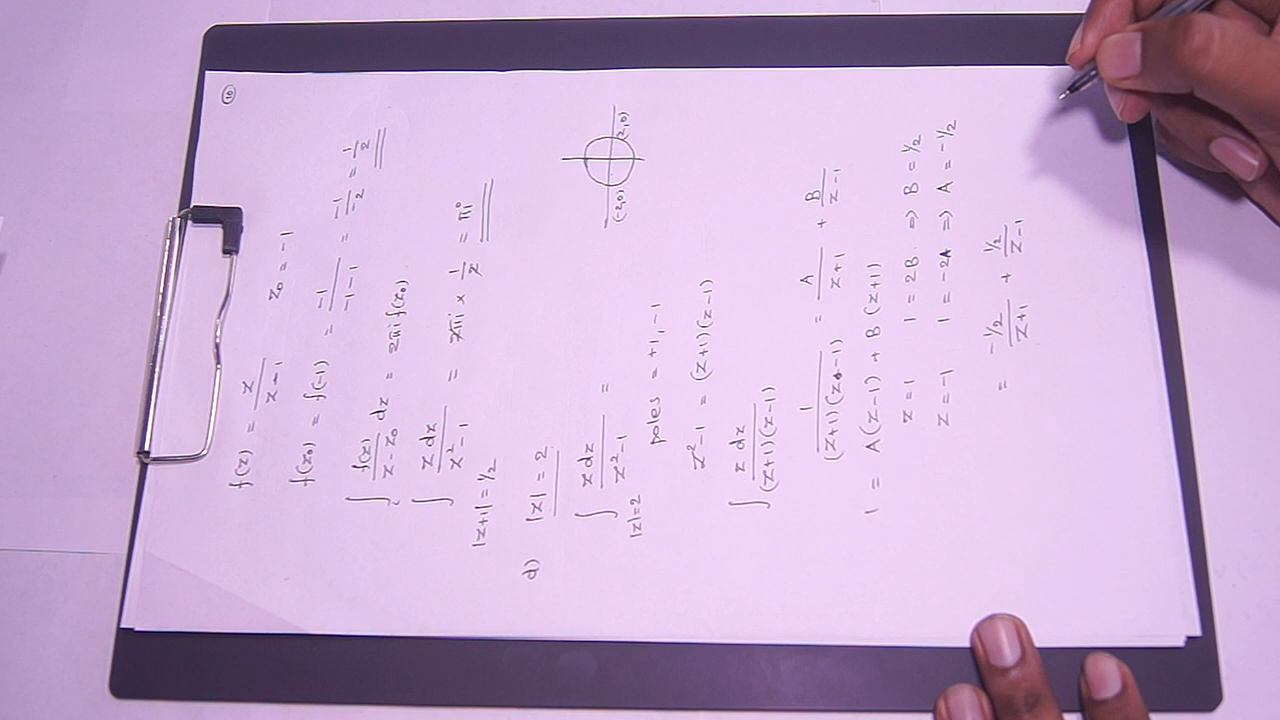 10
f(z) = z/(z-1)   z₀ = -1
f(z₀) = f(-1) = -1/(-1-1) = -1/-2 = 1/2
∫c f(z)/(z-z₀) dz = 2πi f(z₀)
∫ z dz/(z²-1) = 2πi × 1/2 = πi
|z+1| = 1/2
d) |z| = 2
(-2,0) (2,0)
∫ z dz/(z²-1) =
|z|=2
poles = +1, -1
z²-1 = (z+1)(z-1)
∫ z dz/((z+1)(z-1))
1/((z+1)(z-1)) = A/(z+1) + B/(z-1)
1 = A(z-1) + B(z+1)
z=1   1 = 2B ⇒ B = 1/2
z=-1   1 = -2A ⇒ A = -1/2
= (-1/2)/(z+1) + (1/2)/(z-1)